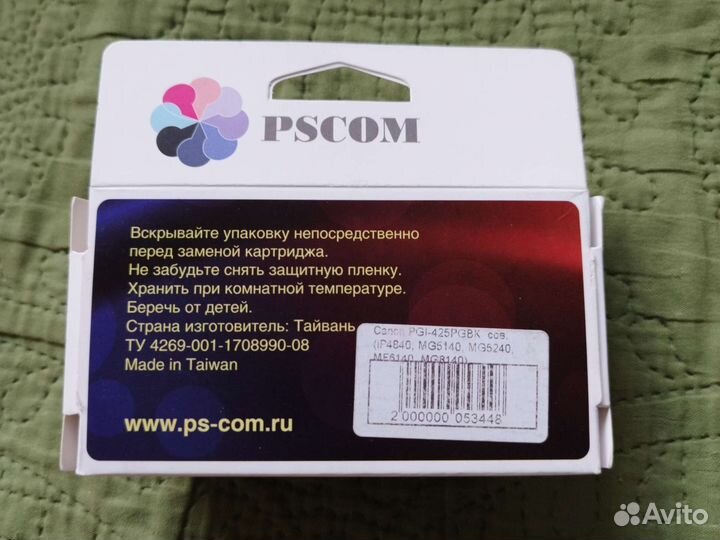 PSCOM
Вскрывайте упаковку непосредственно
перед заменой картриджа.
Не забудьте снять защитную пленку.
Хранить при комнатной температуре.
Беречь от детей.
Страна изготовитель: Тайвань
ТУ 4269-001-1708990-08
Made in Taiwan
www.ps-com.ru
Canon PGI-425PGBK сов.
(iP4840, MG5140, MG5240,
MG8140)
2 000000 053448
Avito